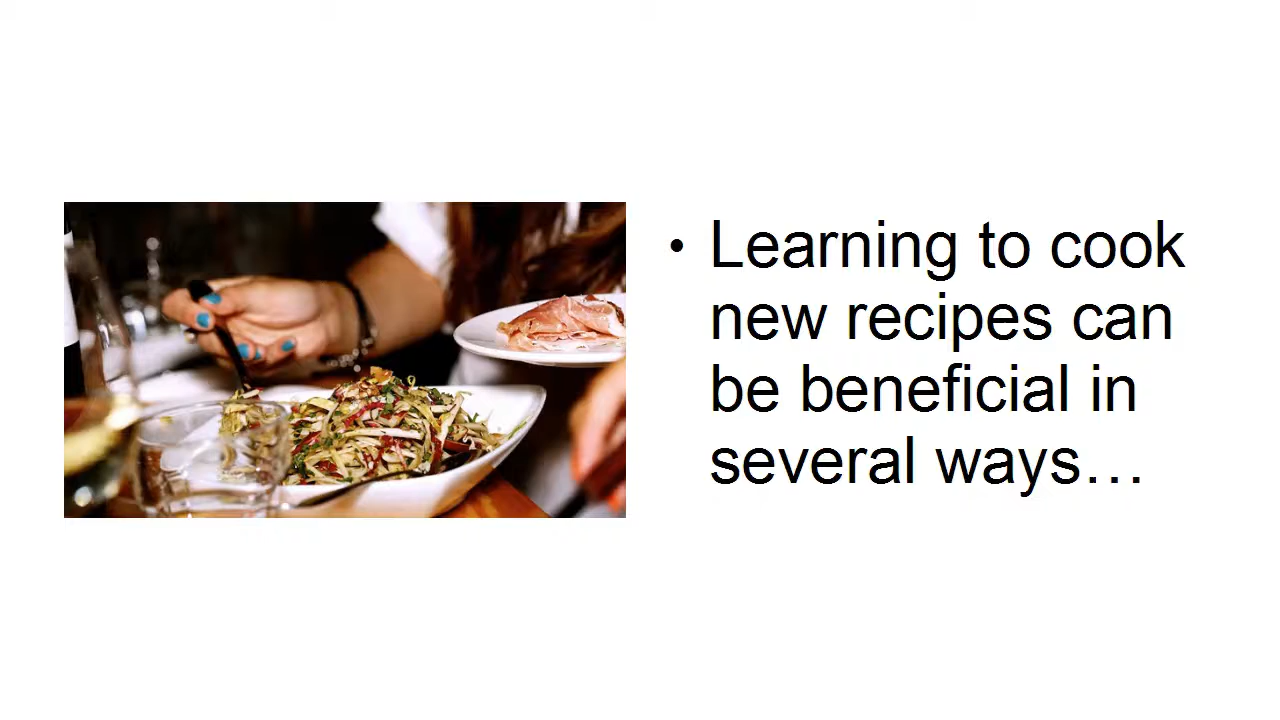 • Learning to cook
new recipes can
be beneficial in
several ways…